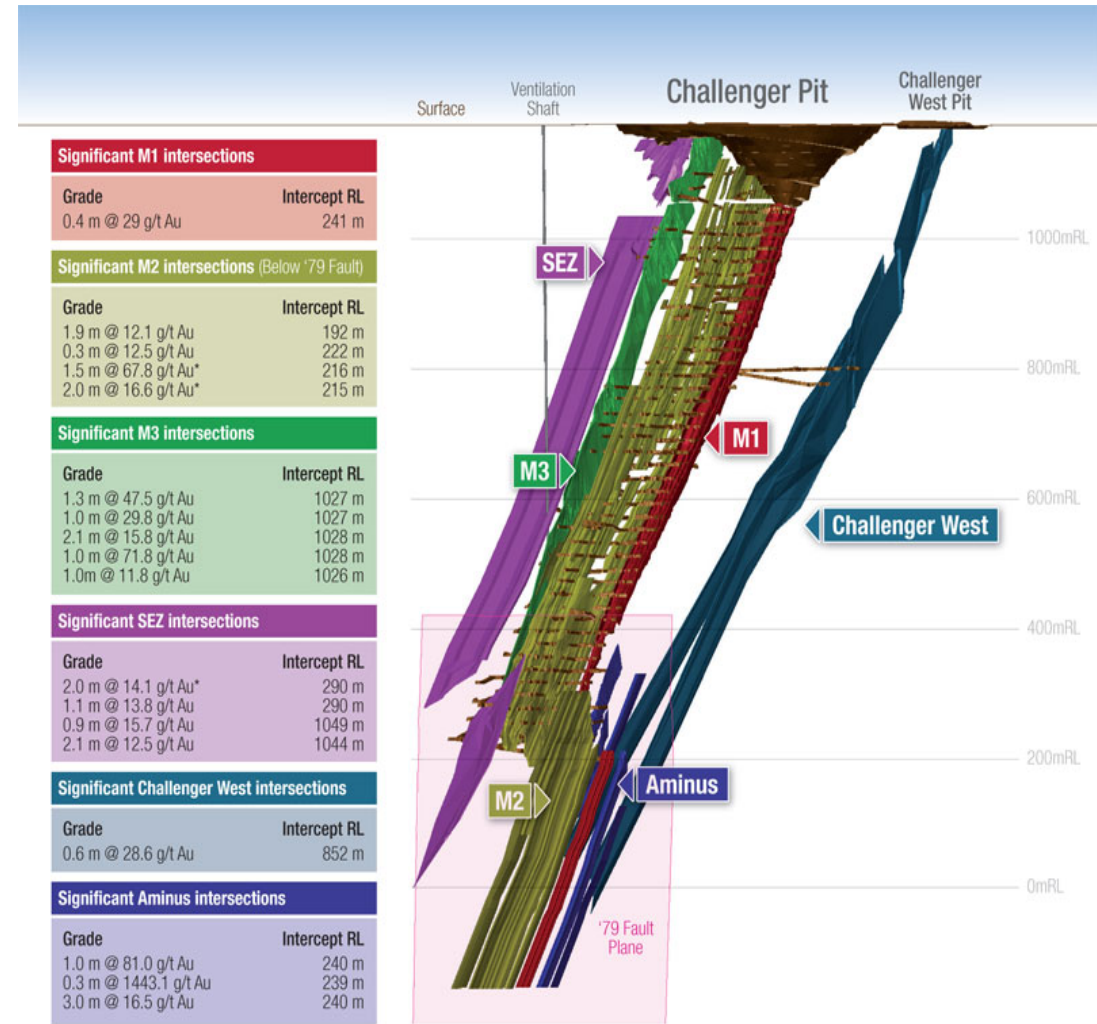 Surface
Ventilation
Shaft
Challenger Pit
Challenger
West Pit
Significant M1 intersections
Grade Intercept RL
0.4 m @ 29 g/t Au 241 m
Significant M2 intersections (Below ‘79 Fault)
Grade Intercept RL
1.9 m @ 12.1 g/t Au 192 m
0.3 m @ 12.5 g/t Au 222 m
1.5 m @ 67.8 g/t Au* 216 m
2.0 m @ 16.6 g/t Au* 215 m
Significant M3 intersections
Grade Intercept RL
1.3 m @ 47.5 g/t Au 1027 m
1.0 m @ 29.8 g/t Au 1027 m
2.1 m @ 15.8 g/t Au 1028 m
1.0 m @ 71.8 g/t Au 1028 m
1.0m @ 11.8 g/t Au 1026 m
Significant SEZ intersections
Grade Intercept RL
2.0 m @ 14.1 g/t Au* 290 m
1.1 m @ 13.8 g/t Au 290 m
0.9 m @ 15.7 g/t Au 1049 m
2.1 m @ 12.5 g/t Au 1044 m
Significant Challenger West intersections
Grade Intercept RL
0.6 m @ 28.6 g/t Au 852 m
Significant Aminus intersections
Grade Intercept RL
1.0 m @ 81.0 g/t Au 240 m
0.3 m @ 1443.1 g/t Au 239 m
3.0 m @ 16.5 g/t Au 240 m
1000mRL
SEZ
800mRL
M1
M3
600mRL
Challenger West
400mRL
200mRL
Aminus
M2
0mRL
‘79 Fault
Plane